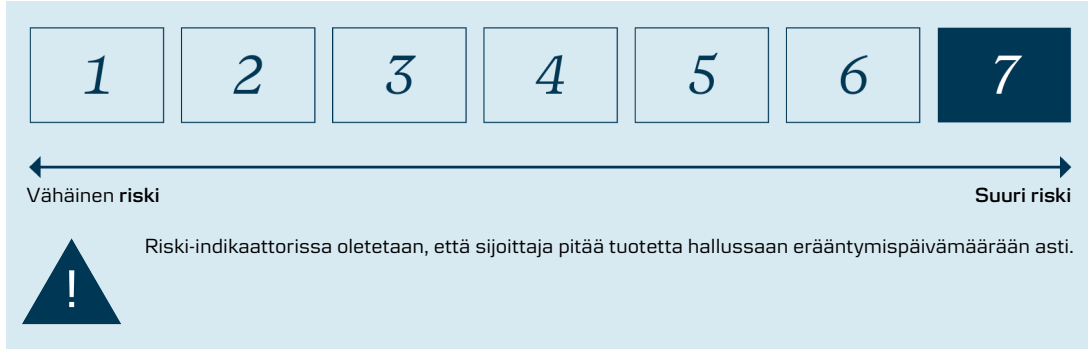 1 2 3 4 5 6 7
Vähäinen riski Suuri riski
Riski-indikaattorissa oletetaan, että sijoittaja pitää tuotetta hallussaan erääntymispäivämäärään asti.
!